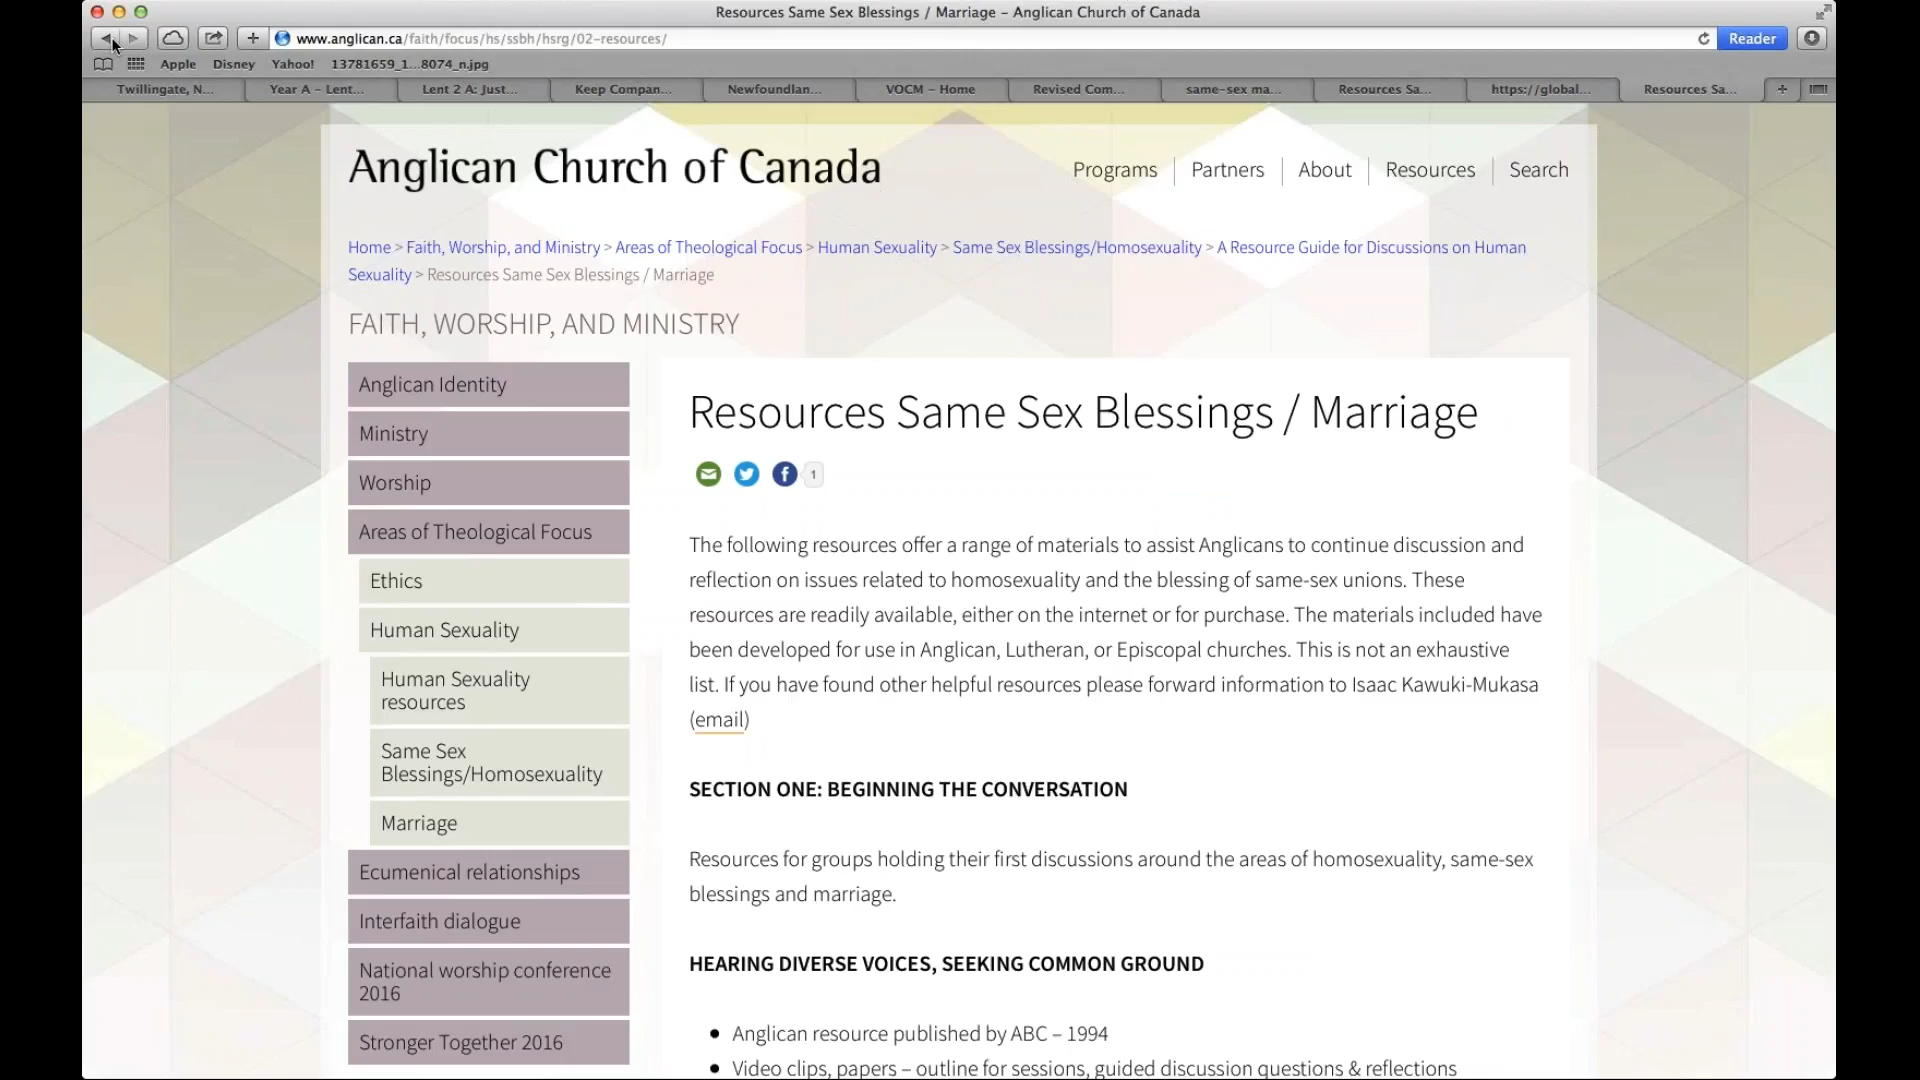 Resources Same Sex Blessings / Marriage – Anglican Church of Canada
www.anglican.ca/faith/focus/hs/ssbh/hsrg/02-resources/
Reader
Apple Disney Yahoo! 13781659_1...8074_n.jpg
Twillingate, N... Year A – Lent... Lent 2 A: Just... Keep Compan... Newfoundlan... VOCM – Home Revised Com... same-sex ma... Resources Sa... https://global... Resources Sa...
Anglican Church of Canada
Programs Partners About Resources Search
Home > Faith, Worship, and Ministry > Areas of Theological Focus > Human Sexuality > Same Sex Blessings/Homosexuality > A Resource Guide for Discussions on Human
Sexuality > Resources Same Sex Blessings / Marriage
FAITH, WORSHIP, AND MINISTRY
Anglican Identity
Ministry
Worship
Areas of Theological Focus
Ethics
Human Sexuality
Human Sexuality
resources
Same Sex
Blessings/Homosexuality
Marriage
Ecumenical relationships
Interfaith dialogue
National worship conference
2016
Stronger Together 2016
Resources Same Sex Blessings / Marriage
1
The following resources offer a range of materials to assist Anglicans to continue discussion and
reflection on issues related to homosexuality and the blessing of same-sex unions. These
resources are readily available, either on the internet or for purchase. The materials included have
been developed for use in Anglican, Lutheran, or Episcopal churches. This is not an exhaustive
list. If you have found other helpful resources please forward information to Isaac Kawuki-Mukasa
(email)
SECTION ONE: BEGINNING THE CONVERSATION
Resources for groups holding their first discussions around the areas of homosexuality, same-sex
blessings and marriage.
HEARING DIVERSE VOICES, SEEKING COMMON GROUND
• Anglican resource published by ABC – 1994
• Video clips, papers – outline for sessions, guided discussion questions & reflections